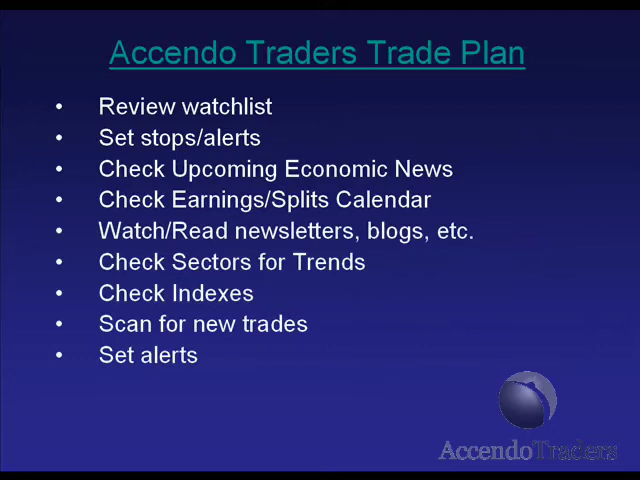 Accendo Traders Trade Plan
• Review watchlist
• Set stops/alerts
• Check Upcoming Economic News
• Check Earnings/Splits Calendar
• Watch/Read newsletters, blogs, etc.
• Check Sectors for Trends
• Check Indexes
• Scan for new trades
• Set alerts
AccendoTraders